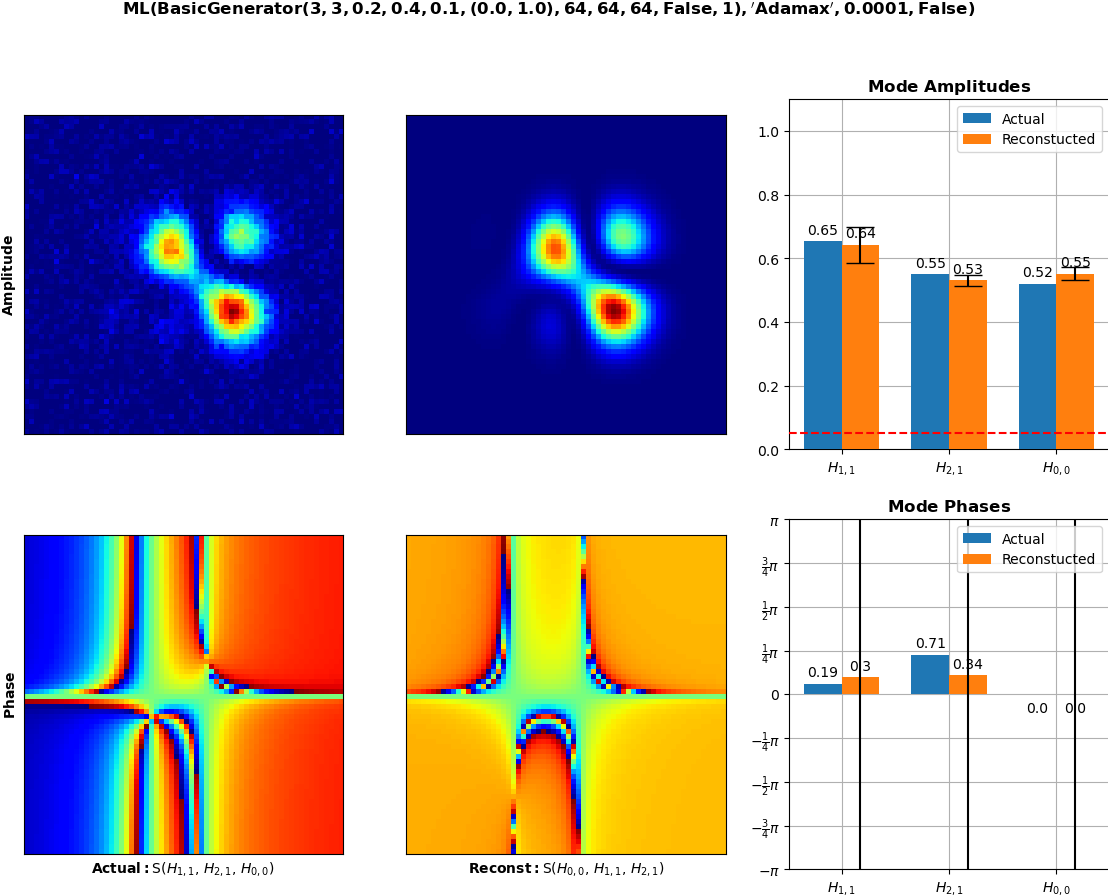 ML(BasicGenerator(3, 3, 0.2, 0.4, 0.1, (0.0, 1.0), 64, 64, 64, False, 1), ′Adamax′, 0.0001, False)
Amplitude
Mode Amplitudes
Actual
Reconstucted
1.0
0.8
0.6
0.4
0.2
0.0
0.65
0.64
0.55
0.53
0.52
0.55
H1,1
H2,1
H0,0
Phase
Actual: S(H1,1, H2,1, H0,0)
Reconst: S(H0,0, H1,1, H2,1)
Mode Phases
Actual
Reconstucted
π
3/4π
1/2π
1/4π
0
−1/4π
−1/2π
−3/4π
−π
0.19
0.3
0.71
0.34
0.0
0.0
H1,1
H2,1
H0,0